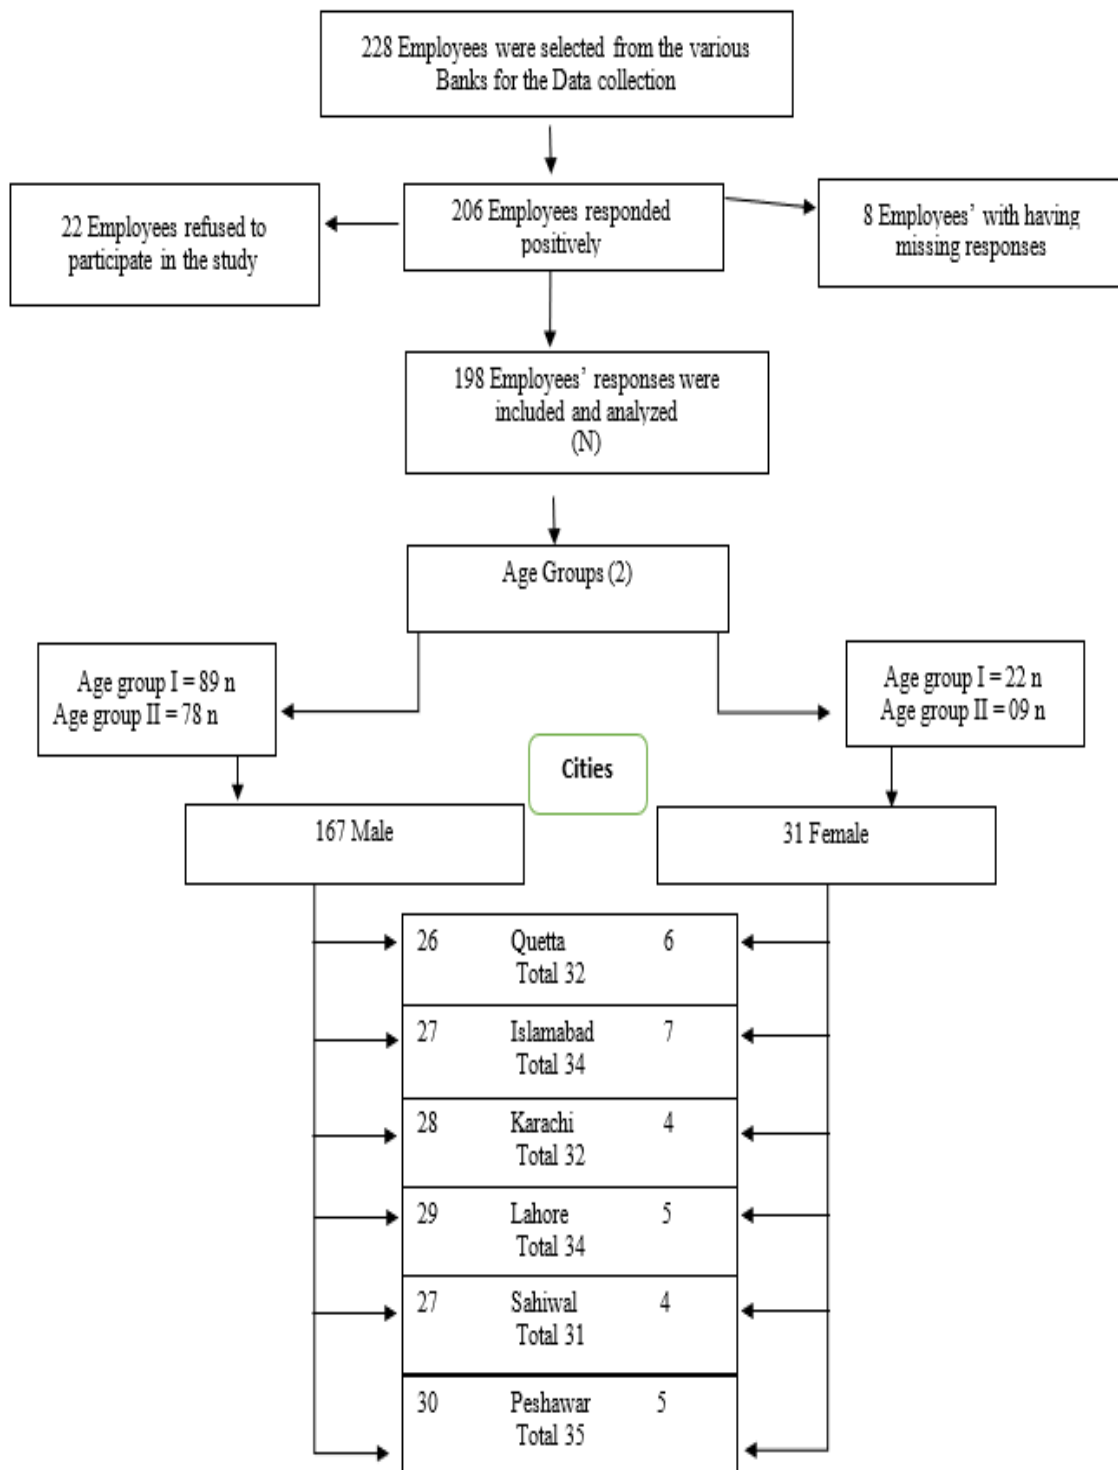 228 Employees were selected from the various
Banks for the Data collection
22 Employees refused to
participate in the study
206 Employees responded
positively
8 Employees’ with having
missing responses
198 Employees’ responses were
included and analyzed
(N)
Age Groups (2)
Age group I = 89 n
Age group II = 78 n
Age group I = 22 n
Age group II = 09 n
Cities
167 Male
31 Female
26 Quetta 6
Total 32
27 Islamabad 7
Total 34
28 Karachi 4
Total 32
29 Lahore 5
Total 34
27 Sahiwal 4
Total 31
30 Peshawar 5
Total 35